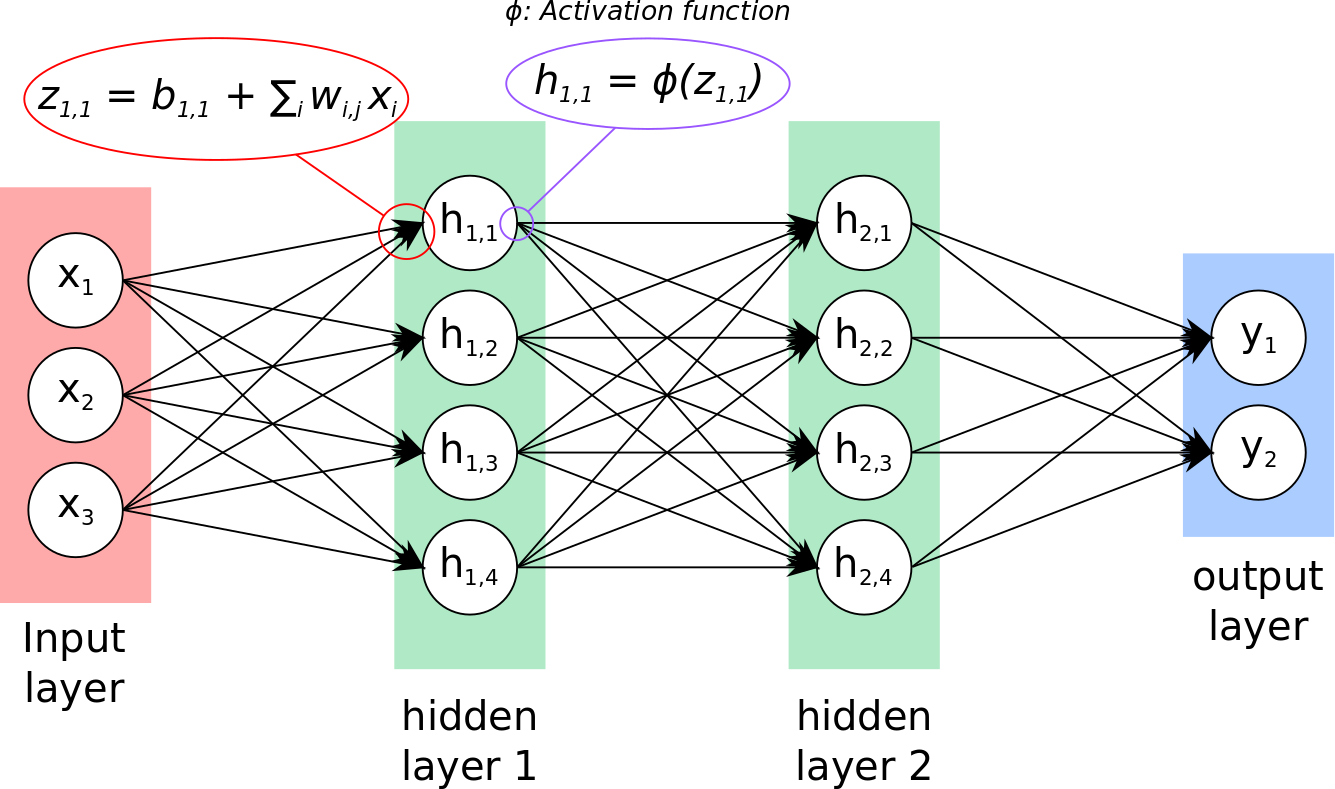 ϕ: Activation function
z1,1 = b1,1 + ∑i wi,j xi
h1,1 = ϕ(z1,1)
x1
x2
x3
Input
layer
h1,1
h1,2
h1,3
h1,4
hidden
layer 1
h2,1
h2,2
h2,3
h2,4
hidden
layer 2
y1
y2
output
layer